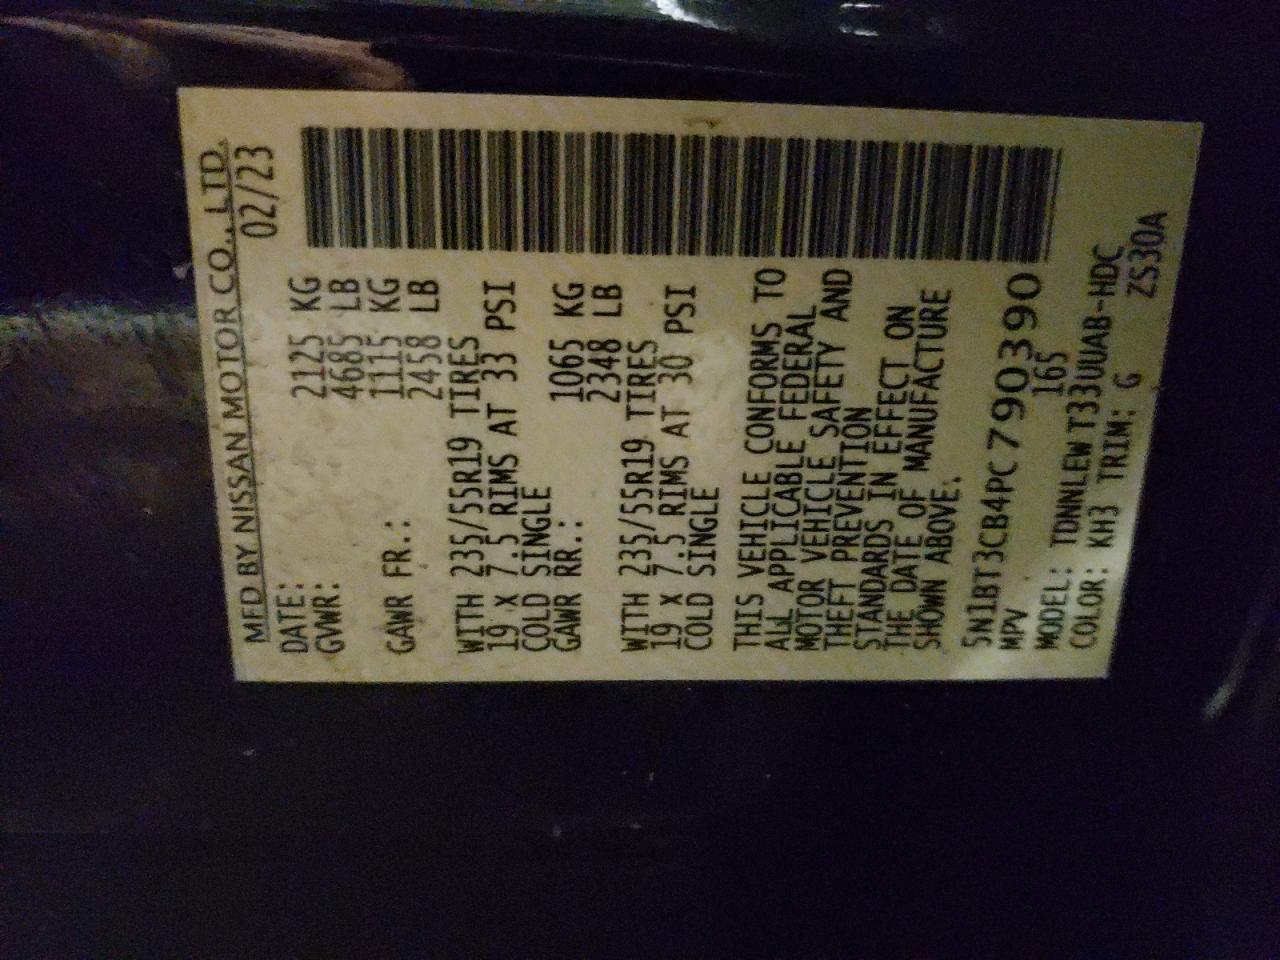 MFD BY NISSAN MOTOR CO., LTD.
DATE: 02/23
GVWR: 2125 KG
4685 LB
GAWR FR.: 1115 KG
2458 LB
WITH 235/55R19 TIRES
19 x 7.5 RIMS AT 33 PSI
COLD SINGLE
GAWR RR.: 1065 KG
2348 LB
WITH 235/55R19 TIRES
19 x 7.5 RIMS AT 30 PSI
COLD SINGLE
THIS VEHICLE CONFORMS TO
ALL APPLICABLE FEDERAL
MOTOR VEHICLE SAFETY AND
THEFT PREVENTION
STANDARDS IN EFFECT ON
THE DATE OF MANUFACTURE
SHOWN ABOVE.
5N1BT3CB4PC790390
MPV 165
MODEL: TDNNLEWT33UUAB-HDC
COLOR: KH3 TRIM: G ZS30A